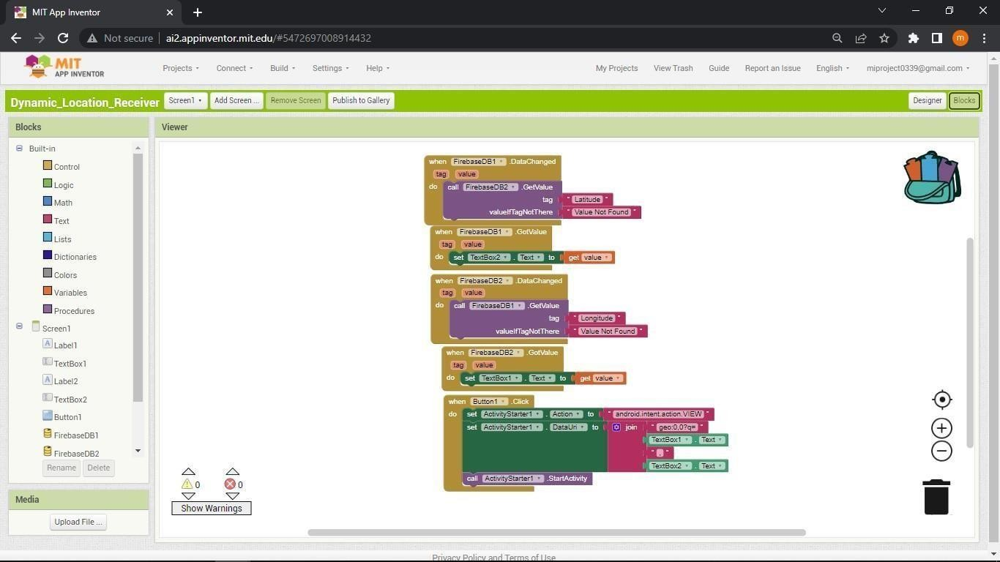 MIT App Inventor
Not secure ai2.appinventor.mit.edu/#5472697008914432
m
MIT
APP INVENTOR
Projects Connect Build Settings Help My Projects View Trash Guide Report an Issue English miproject0339@gmail.com
Dynamic_Location_Receiver Screen1 Add Screen ... Remove Screen Publish to Gallery Designer Blocks
Blocks
Viewer
Built-in
Control
Logic
Math
Text
Lists
Dictionaries
Colors
Variables
Procedures
Screen1
Label1
TextBox1
Label2
TextBox2
Button1
FirebaseDB1
FirebaseDB2
Rename Delete
Media
Upload File ...
when FirebaseDB1 .DataChanged
tag value
do call FirebaseDB2 .GetValue
tag " Latitude "
valueIfTagNotThere " Value Not Found "
when FirebaseDB1 .GotValue
tag value
do set TextBox2 . Text to get value
when FirebaseDB2 .DataChanged
tag value
do call FirebaseDB1 .GetValue
tag " Longitude "
valueIfTagNotThere " Value Not Found "
when FirebaseDB2 .GotValue
tag value
do set TextBox1 . Text to get value
when Button1 .Click
do set ActivityStarter1 . Action to " android.intent.action.VIEW "
set ActivityStarter1 . DataUri to join " geo:0,0?q= "
TextBox1 . Text
" , "
TextBox2 . Text
call ActivityStarter1 .StartActivity
0 0
Show Warnings
Privacy Policy and Terms of Use